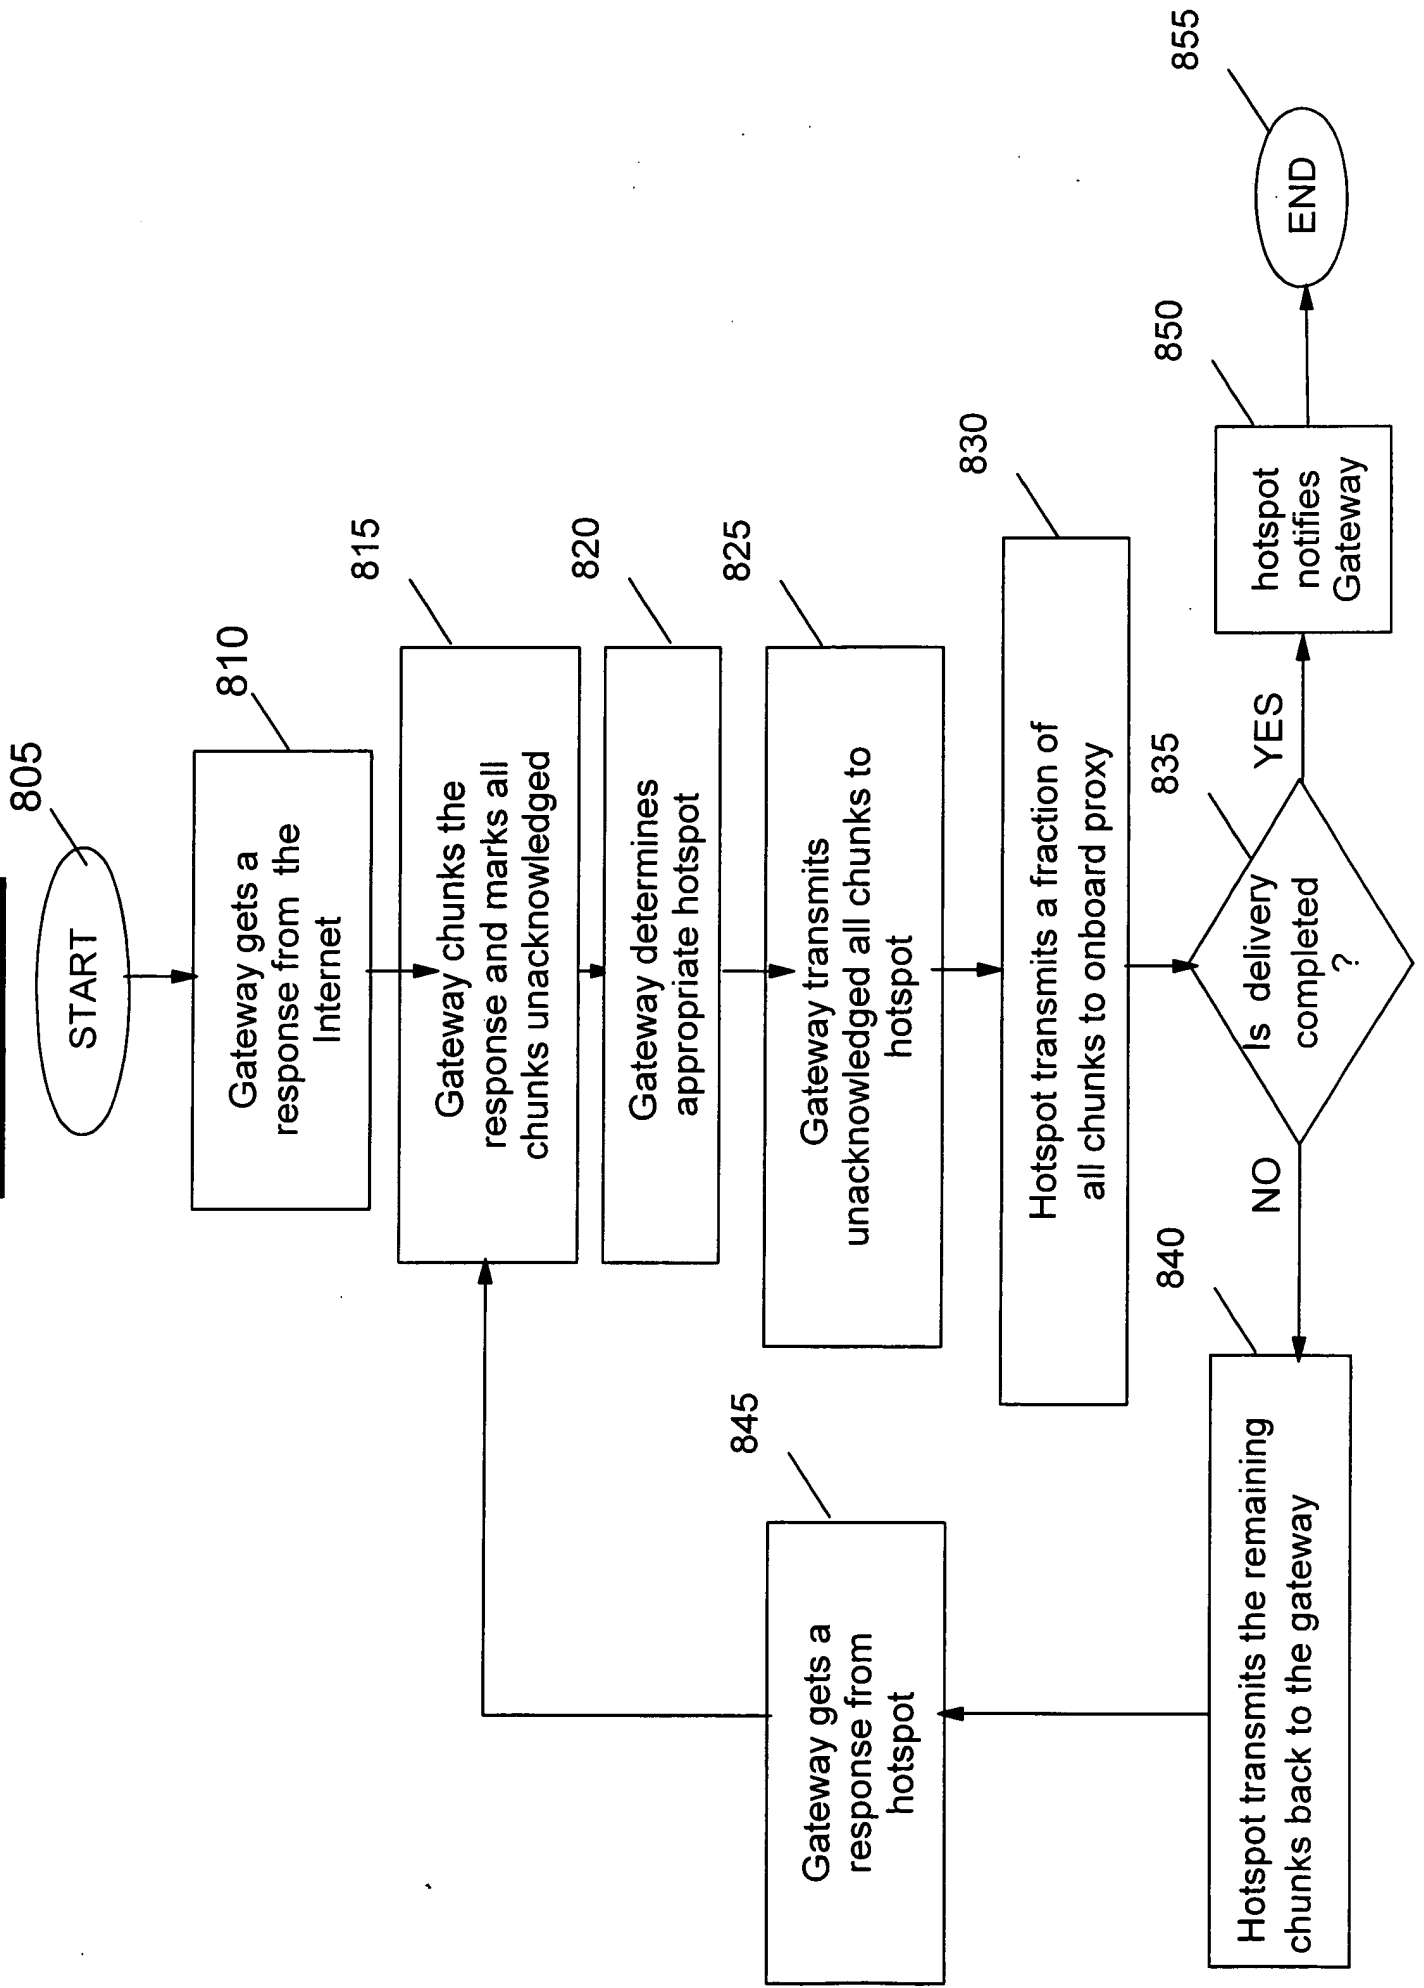 805
START
810
Gateway gets a
response from the
Internet
815
Gateway chunks the
response and marks all
chunks unacknowledged
820
Gateway determines
appropriate hotspot
825
Gateway transmits
unacknowledged all chunks to
hotspot
830
Hotspot transmits a fraction of
all chunks to onboard proxy
835
Is delivery
completed
?
YES
NO
840
Hotspot transmits the remaining
chunks back to the gateway
845
Gateway gets a
response from
hotspot
850
hotspot
notifies
Gateway
855
END